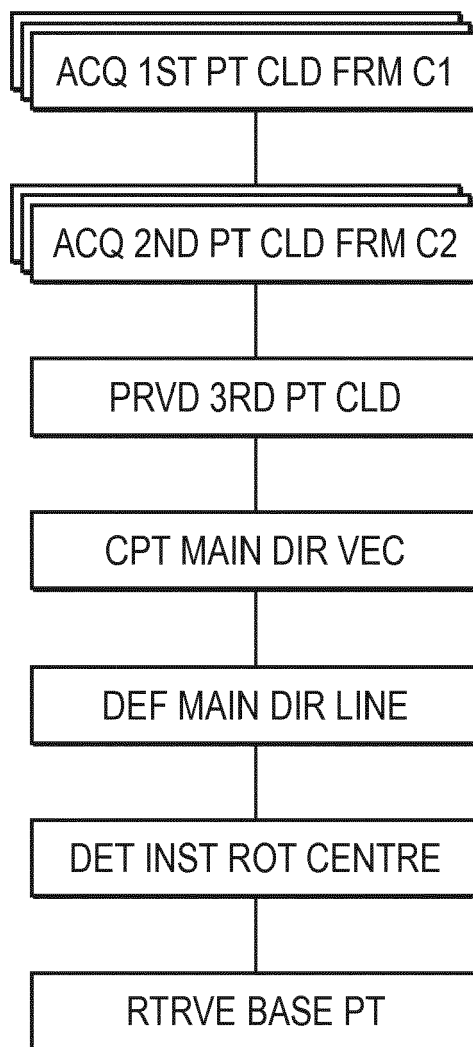 ACQ 1ST PT CLD FRM C1
ACQ 2ND PT CLD FRM C2
PRVD 3RD PT CLD
CPT MAIN DIR VEC
DEF MAIN DIR LINE
DET INST ROT CENTRE
RTRVE BASE PT